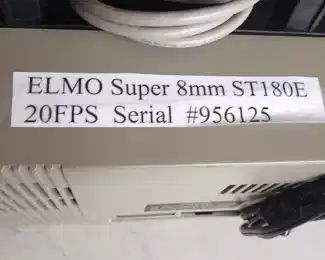 ELMO Super 8mm ST180E
20FPS Serial #956125